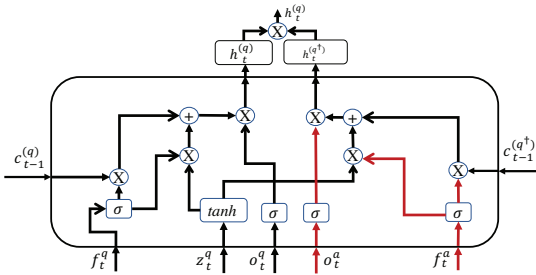 h_t^{(q)}
X
h_t^{(q)} h_t^{(q†)}
+ X X +
c_{t-1}^{(q)} X X X X c_{t-1}^{(q†)}
σ tanh σ σ σ
f_t^q z_t^q o_t^q o_t^a f_t^a